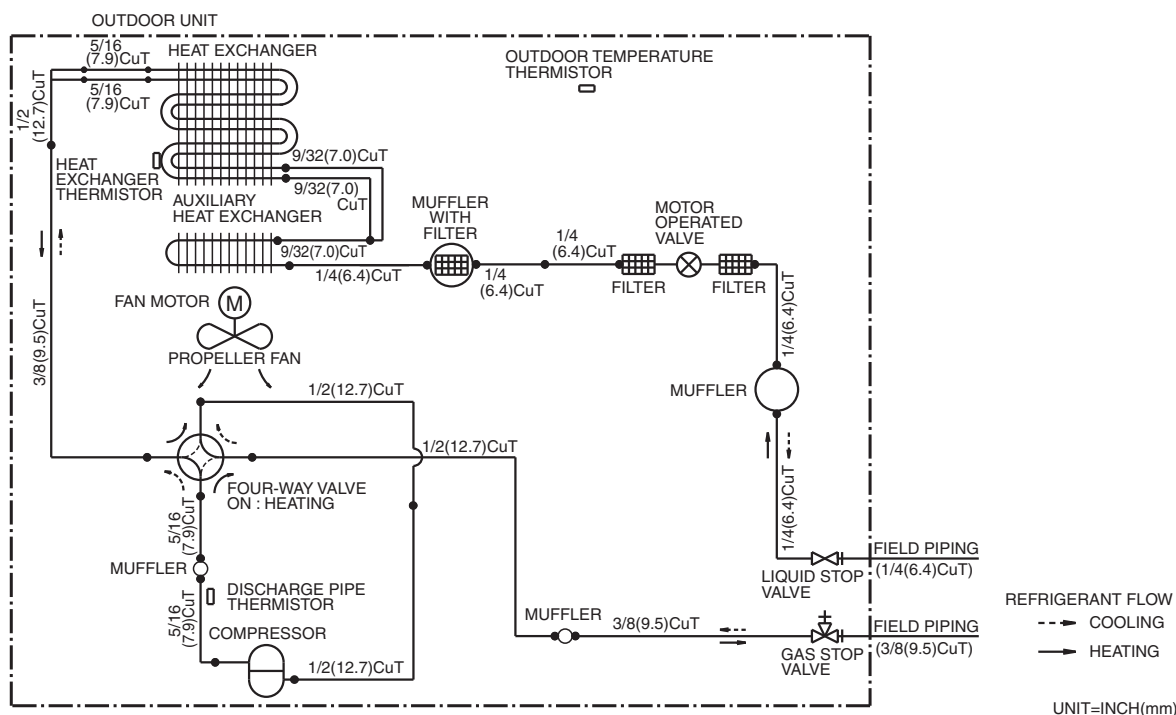 OUTDOOR UNIT
5/16
(7.9)CuT
HEAT EXCHANGER
5/16
(7.9)CuT
1/2
(12.7)CuT
OUTDOOR TEMPERATURE
THERMISTOR
HEAT
EXCHANGER
THERMISTOR
9/32(7.0)CuT
9/32(7.0)
CuT
AUXILIARY
HEAT EXCHANGER
9/32(7.0)CuT
1/4(6.4)CuT
MUFFLER
WITH
FILTER
1/4
(6.4)CuT
1/4
(6.4)CuT
MOTOR
OPERATED
VALVE
FILTER
FILTER
1/4(6.4)CuT
FAN MOTOR
M
PROPELLER FAN
3/8(9.5)CuT
1/2(12.7)CuT
MUFFLER
1/2(12.7)CuT
FOUR-WAY VALVE
ON : HEATING
5/16
(7.9)CuT
1/4(6.4)CuT
MUFFLER
DISCHARGE PIPE
THERMISTOR
5/16
(7.9)CuT
COMPRESSOR
1/2(12.7)CuT
MUFFLER
3/8(9.5)CuT
LIQUID STOP
VALVE
FIELD PIPING
(1/4(6.4)CuT)
GAS STOP
VALVE
FIELD PIPING
(3/8(9.5)CuT)
REFRIGERANT FLOW
COOLING
HEATING
UNIT=INCH(mm)